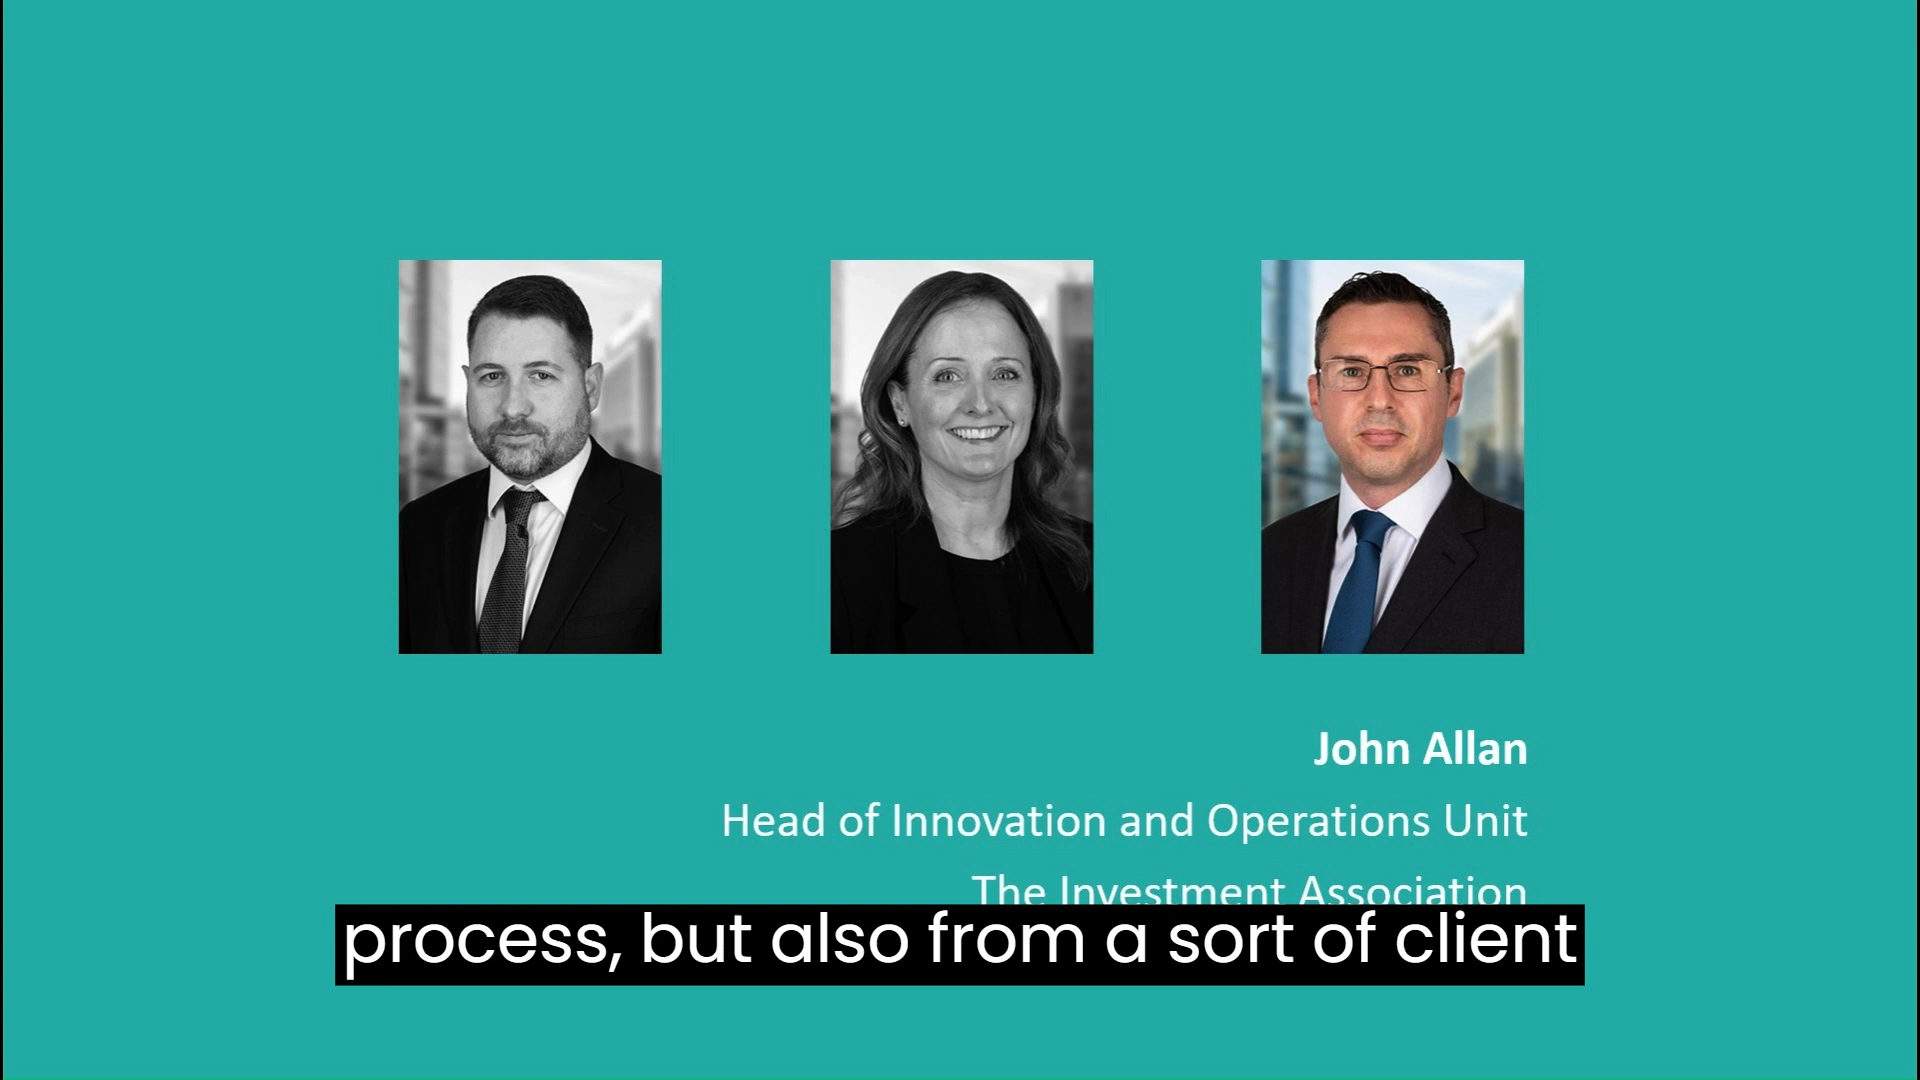 John Allan
Head of Innovation and Operations Unit
The Investment Association
process, but also from a sort of client